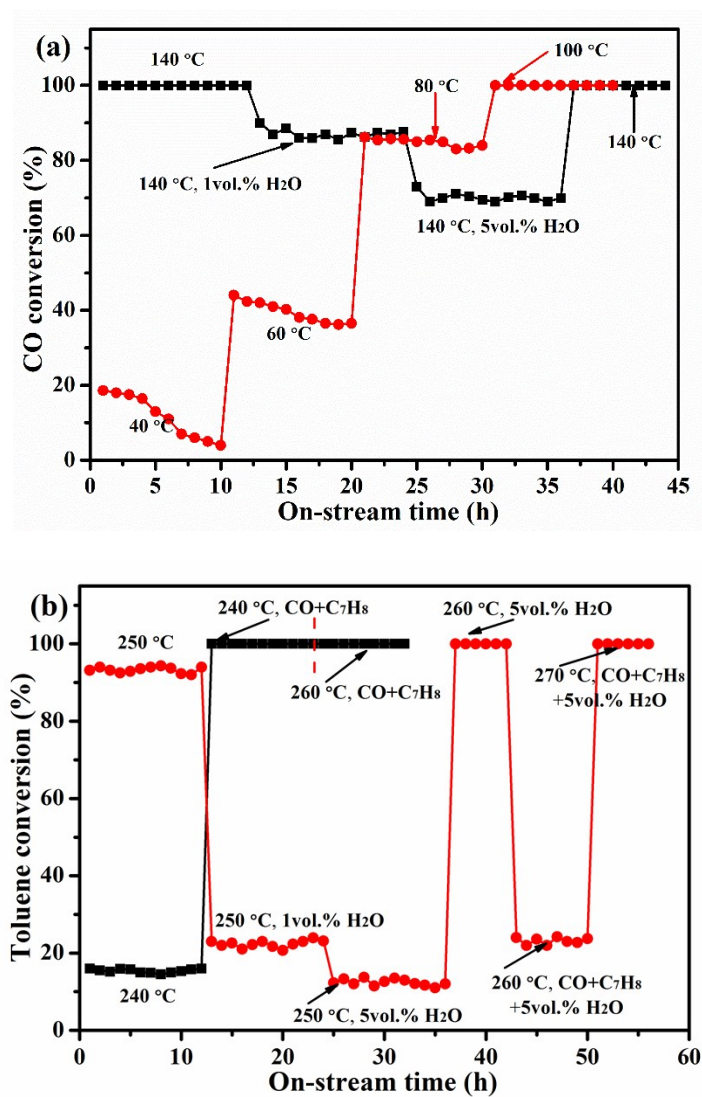 (a)
140 °C
100 °C
80 °C
140 °C, 1vol.% H2O
140 °C
140 °C, 5vol.% H2O
60 °C
40 °C
CO conversion (%)
100
80
60
40
20
0
0 5 10 15 20 25 30 35 40 45
On-stream time (h)
(b)
240 °C, CO+C7H8
260 °C, 5vol.% H2O
250 °C
260 °C, CO+C7H8
270 °C, CO+C7H8
+5vol.% H2O
250 °C, 1vol.% H2O
240 °C
250 °C, 5vol.% H2O
260 °C, CO+C7H8
+5vol.% H2O
Toluene conversion (%)
100
80
60
40
20
0
0 10 20 30 40 50 60
On-stream time (h)